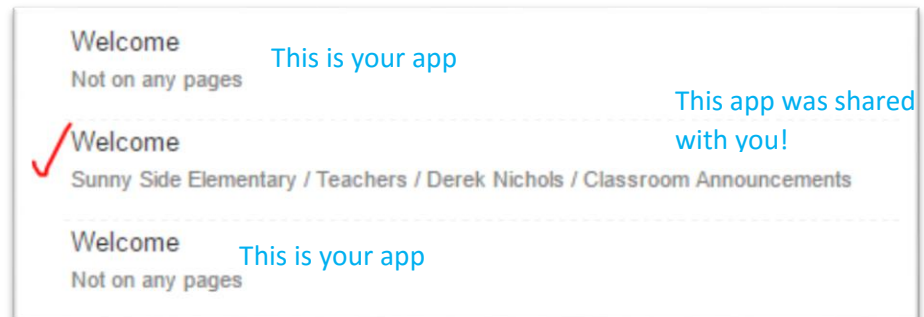 Welcome
This is your app
Not on any pages
This app was shared
with you!
Welcome
Sunny Side Elementary / Teachers / Derek Nichols / Classroom Announcements
Welcome
This is your app
Not on any pages